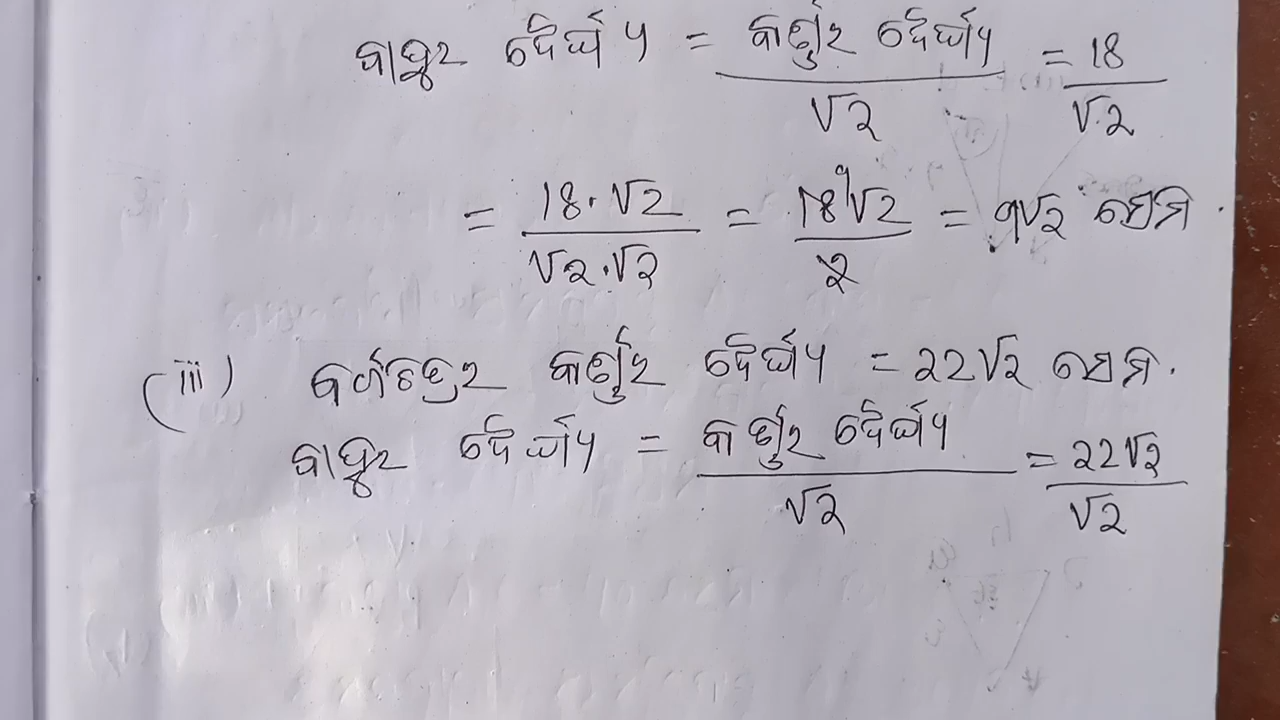 ବାହୁର ଦୈର୍ଘ୍ୟ = କର୍ଣ୍ଣର ଦୈର୍ଘ୍ୟ / √2 = 18 / √2
= 18·√2 / √2·√2 = 18⁹√2 / 2 = 9√2 ସେମି ·
(iii) ବର୍ଗଚିତ୍ରର କର୍ଣ୍ଣର ଦୈର୍ଘ୍ୟ = 22√2 ସେମି ·
ବାହୁର ଦୈର୍ଘ୍ୟ = କର୍ଣ୍ଣର ଦୈର୍ଘ୍ୟ / √2 = 22√2 / √2